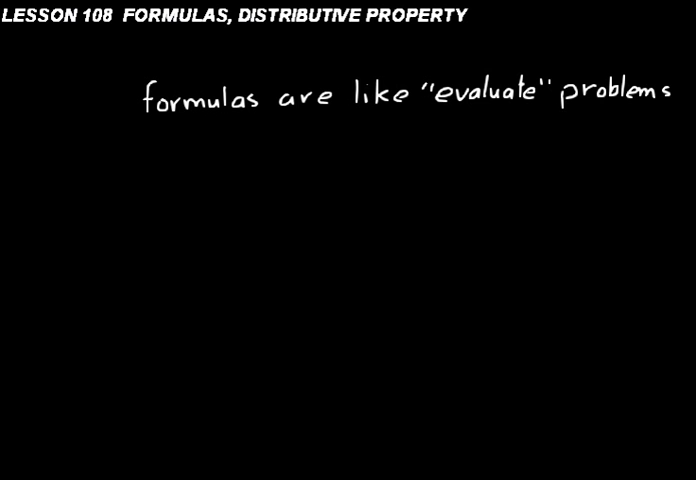 LESSON 108 FORMULAS, DISTRIBUTIVE PROPERTY
formulas are like "evaluate" problems